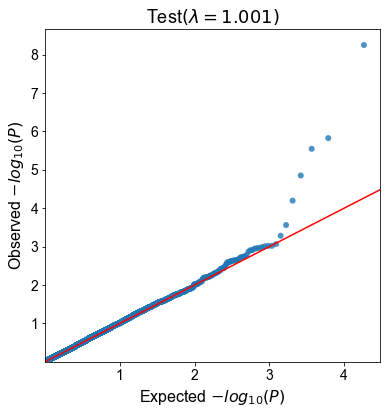 Test(λ = 1.001)
Observed −log₁₀(P)
8
7
6
5
4
3
2
1
1 2 3 4
Expected −log₁₀(P)